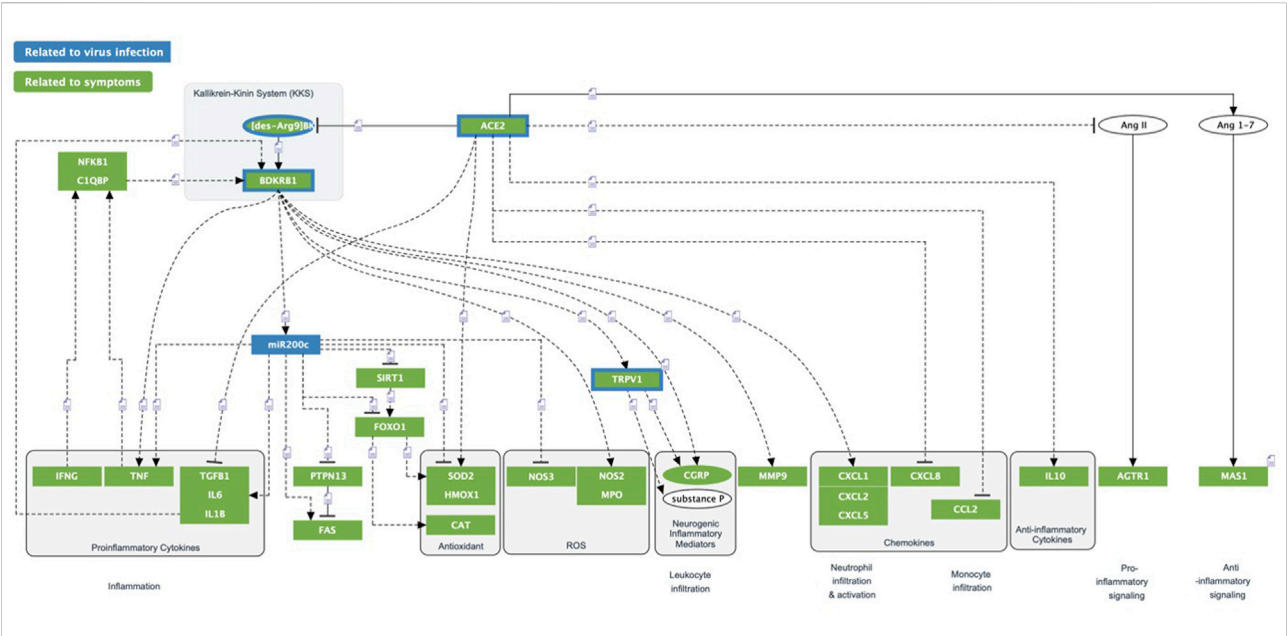 Related to virus infection
Related to symptoms
Kallikrein-Kinin System (KKS)
[des-Arg9]BK
ACE2
Ang II
Ang 1-7
NFKB1
C1QBP
BDKRB1
miR200c
SIRT1
TRPV1
FOXO1
IFNG
TNF
TGFB1
IL6
IL1B
PTPN13
FAS
SOD2
HMOX1
CAT
NOS3
NOS2
MPO
CGRP
substance P
MMP9
CXCL1
CXCL2
CXCL5
CXCL8
CCL2
IL10
AGTR1
MAS1
Proinflammatory Cytokines
Antioxidant
ROS
Neurogenic
Inflammatory
Mediators
Chemokines
Anti-inflammatory
Cytokines
Inflammation
Leukocyte
infiltration
Neutrophil
infiltration
& activation
Monocyte
infiltration
Pro-
inflammatory
signaling
Anti
-inflammatory
signaling